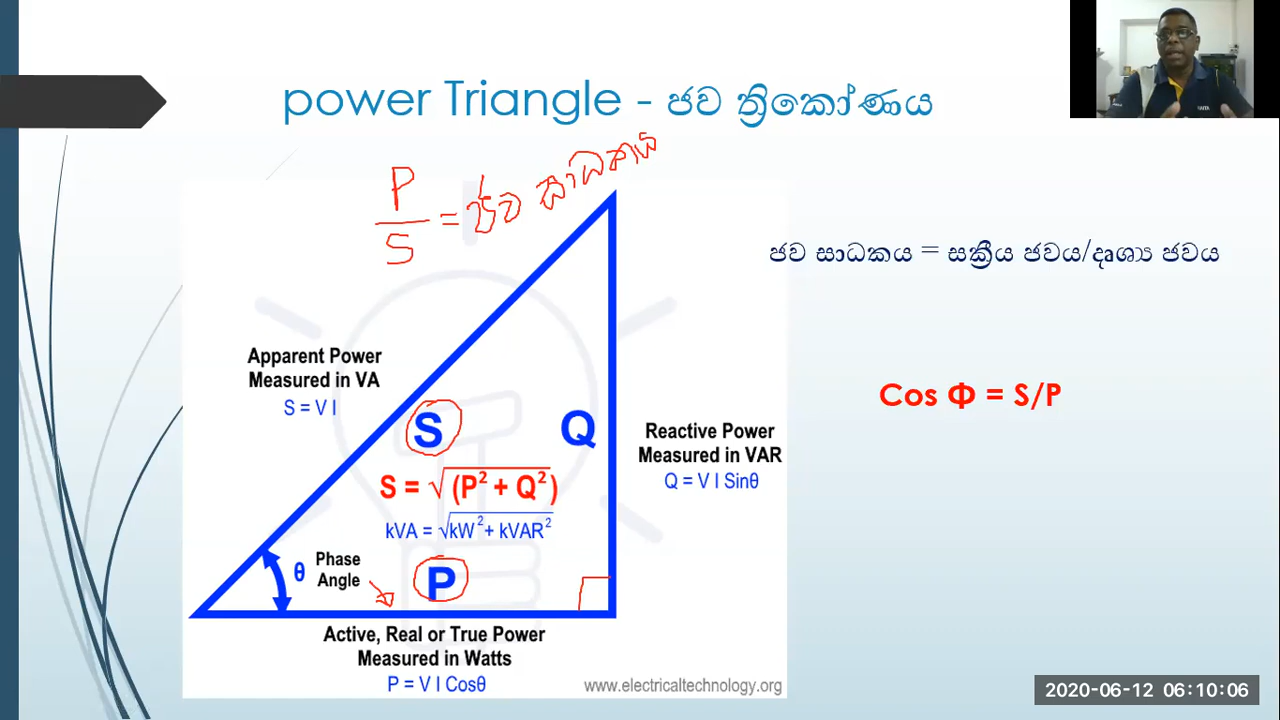 power Triangle - ජව ත්‍රිකෝණය
P
S
= ජව සාධකය
ජව සාධකය = සක්‍රීය ජවය/දෘශ්‍ය ජවය
Apparent Power
Measured in VA
S = V I
Cos Φ = S/P
S
Q
Reactive Power
Measured in VAR
Q = V I Sinθ
S = √(P² + Q²)
kVA = √kW² + kVAR²
θ
Phase
Angle
P
Active, Real or True Power
Measured in Watts
P = V I Cosθ
www.electricaltechnology.org
2020-06-12 06:10:06